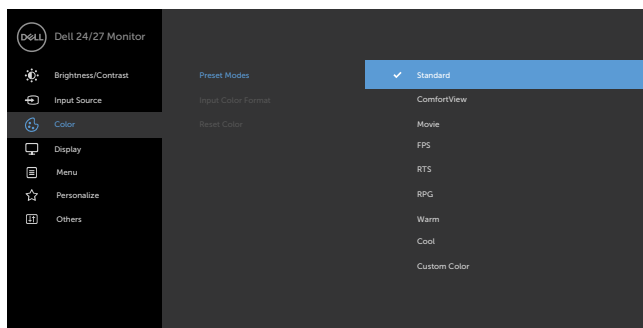 DELL Dell 24/27 Monitor
Brightness/Contrast Preset Modes Standard
Input Source Input Color Format ComfortView
Color Reset Color Movie
Display FPS
Menu RTS
Personalize RPG
Others Warm
Cool
Custom Color